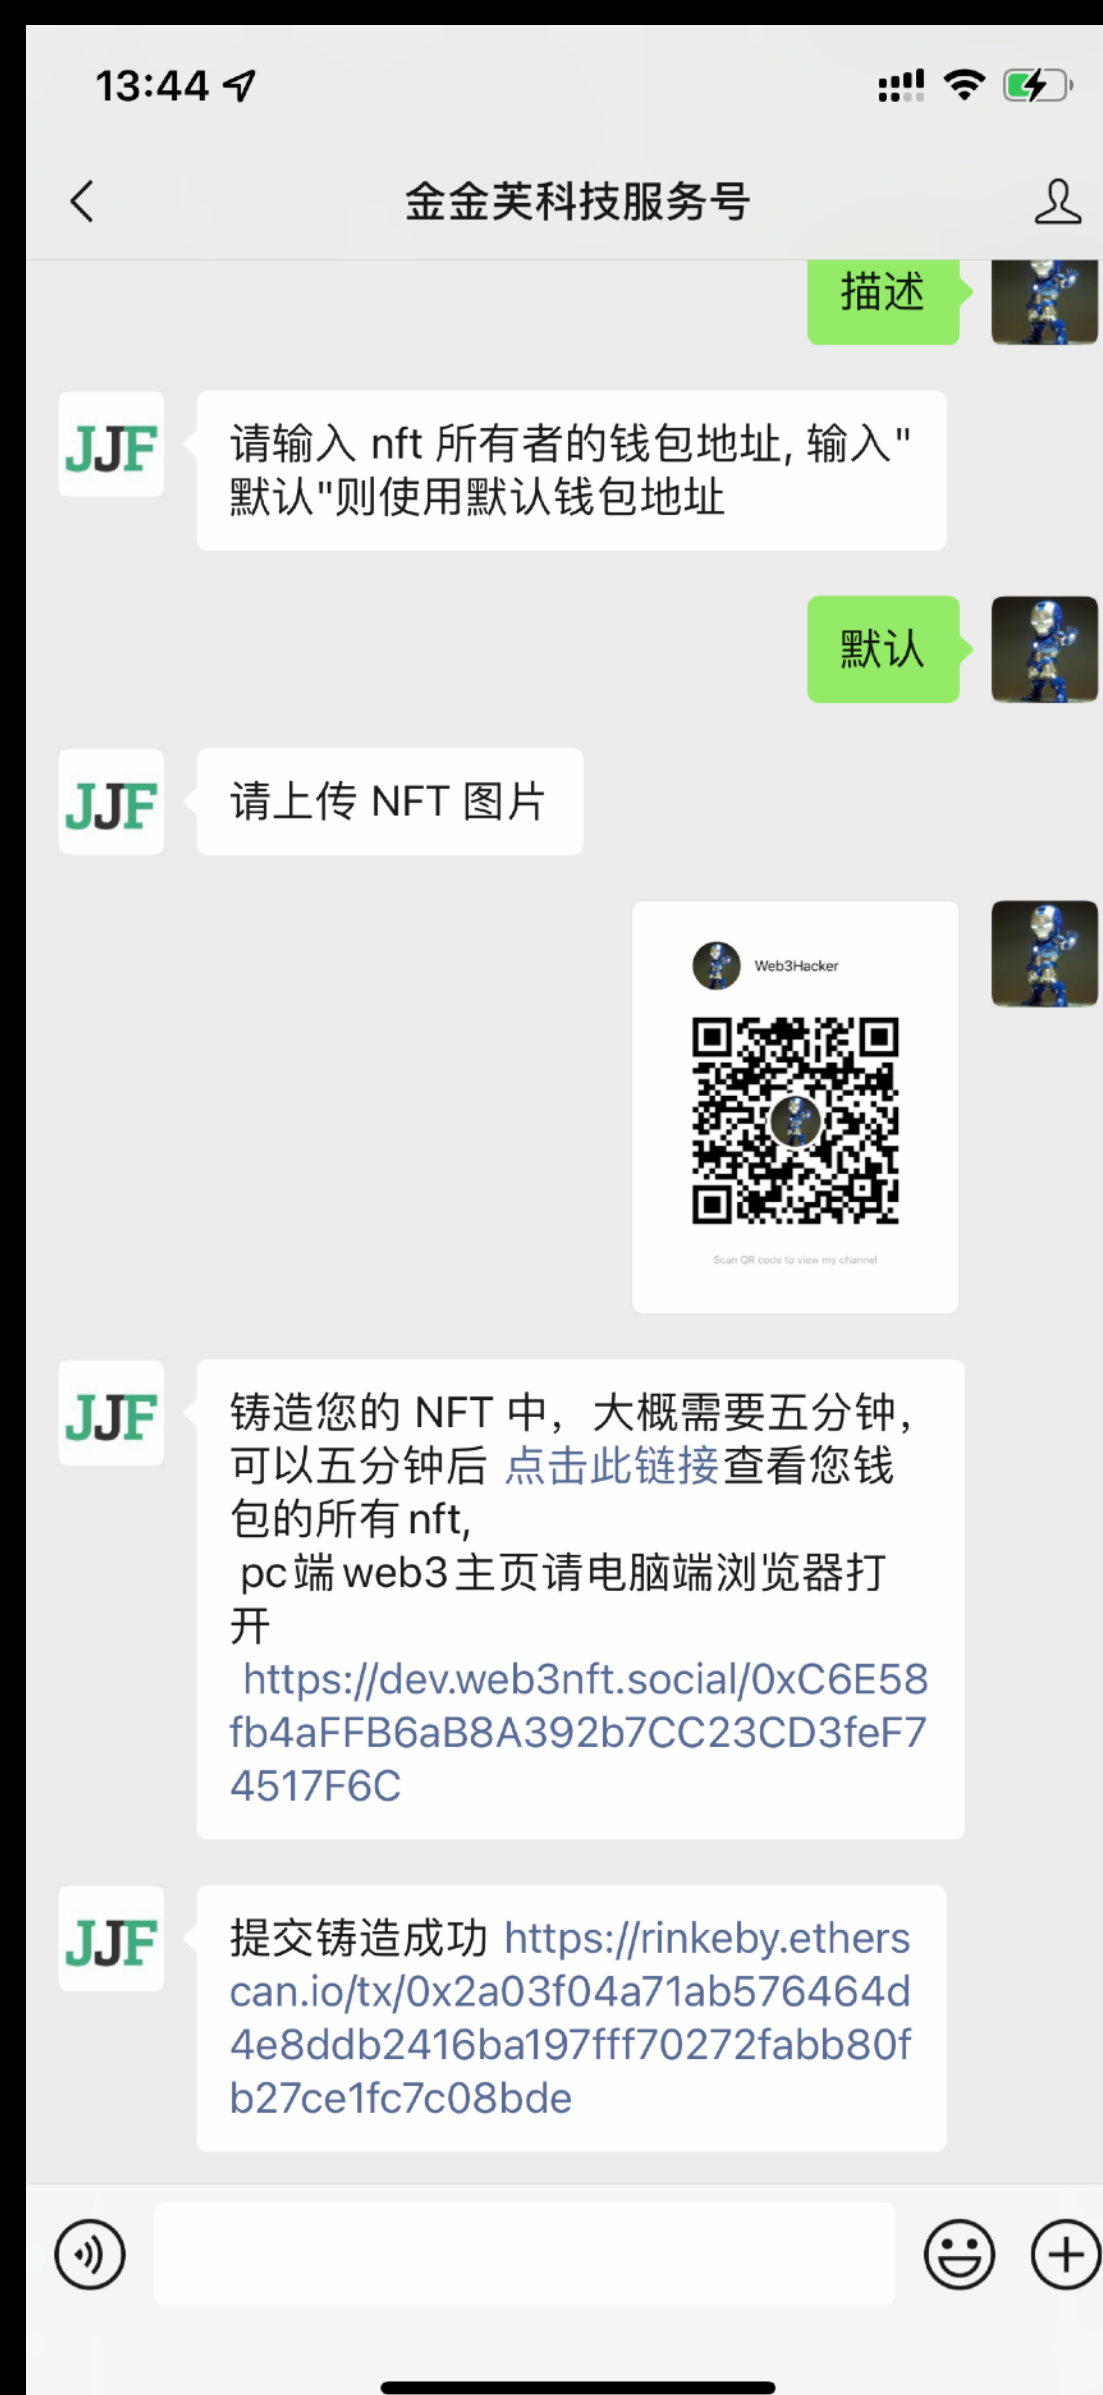 13:44
金金芙科技服务号
描述
JJF
请输入 nft 所有者的钱包地址, 输入"
默认"则使用默认钱包地址
默认
JJF
请上传 NFT 图片
Web3Hacker
Scan QR code to view my channel
JJF
铸造您的 NFT 中，大概需要五分钟，
可以五分钟后 点击此链接查看您钱
包的所有nft,
pc端web3主页请电脑端浏览器打
开
https://dev.web3nft.social/0xC6E58
fb4aFFB6aB8A392b7CC23CD3feF7
4517F6C
JJF
提交铸造成功 https://rinkeby.ethers
can.io/tx/0x2a03f04a71ab576464d
4e8ddb2416ba197fff70272fabb80f
b27ce1fc7c08bde